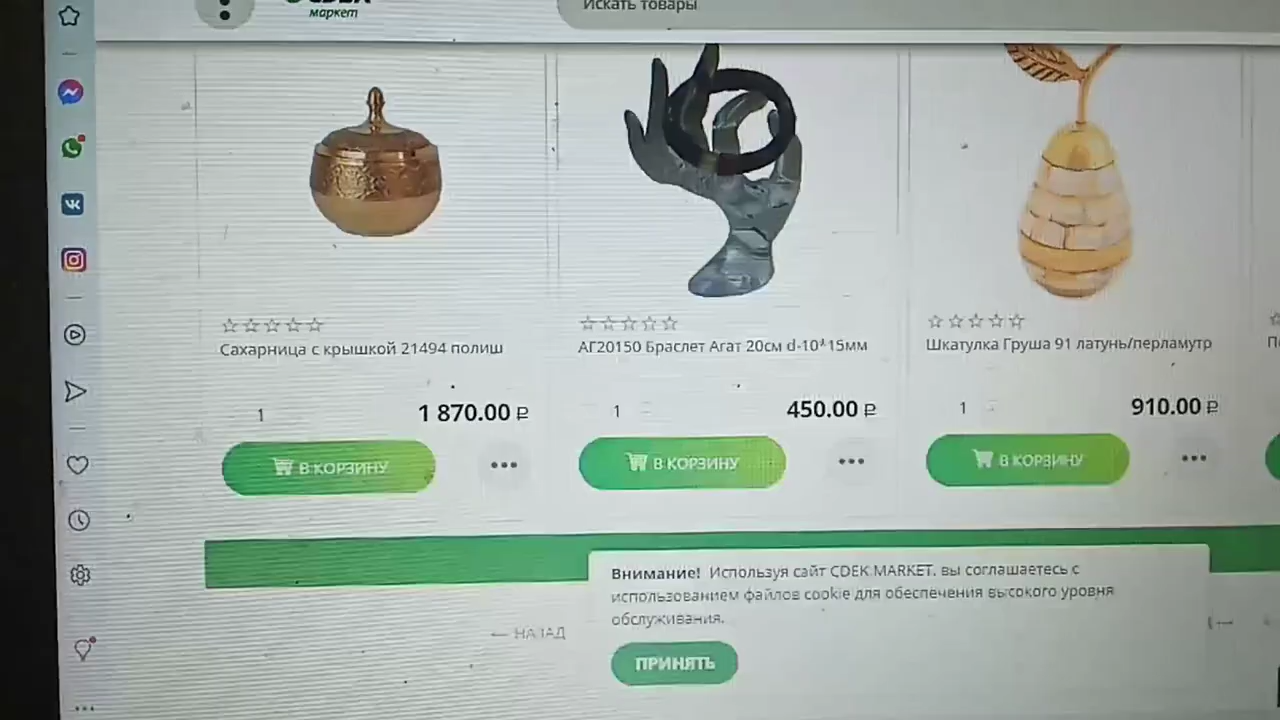 CDEK
маркет
Искать товары
Сахарница с крышкой 21494 полиш
АГ20150 Браслет Агат 20см d-10*15мм
Шкатулка Груша 91 латунь/перламутр
1
1 870.00 ₽
1
450.00 ₽
1
910.00 ₽
В КОРЗИНУ
В КОРЗИНУ
В КОРЗИНУ
Внимание! Используя сайт CDEK.MARKET, вы соглашаетесь с
использованием файлов cookie для обеспечения высокого уровня
обслуживания.
← НАЗАД
ПРИНЯТЬ